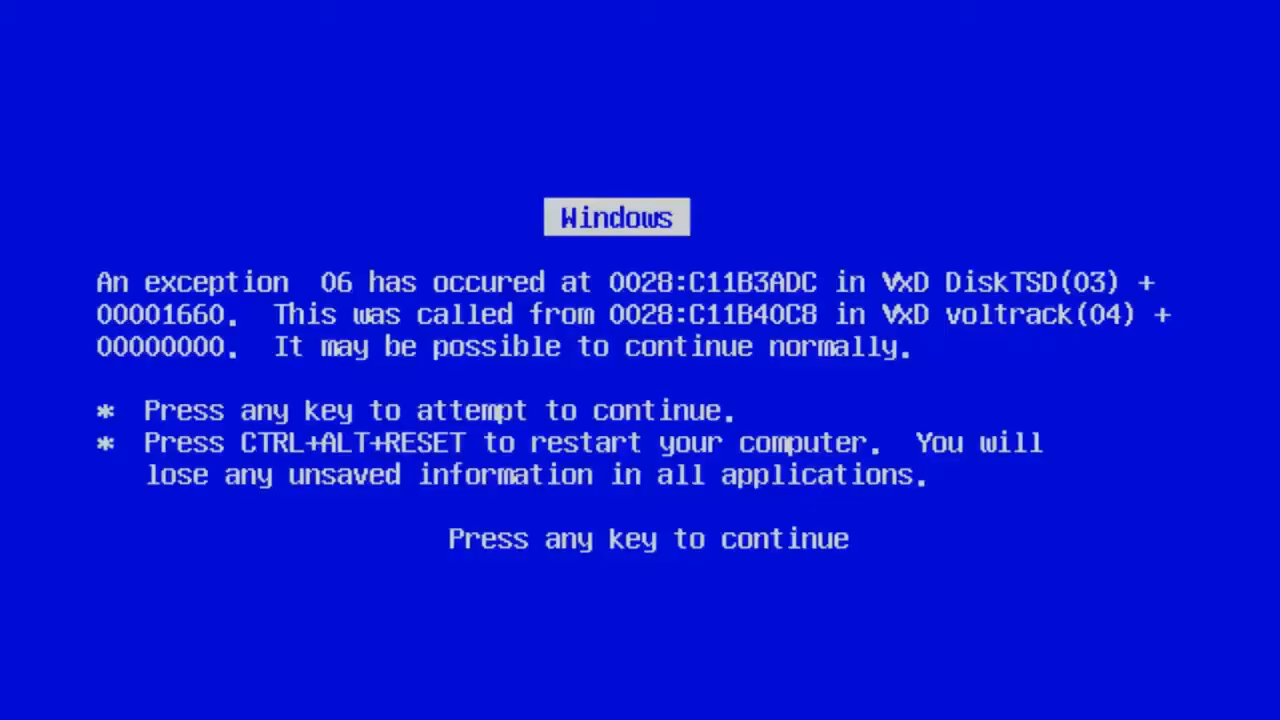 Windows
An exception  06 has occured at 0028:C11B3ADC in VxD DiskTSD(03) +
00001660.  This was called from 0028:C11B40C8 in VxD voltrack(04) +
00000000.  It may be possible to continue normally.
*  Press any key to attempt to continue.
*  Press CTRL+ALT+RESET to restart your computer.  You will
lose any unsaved information in all applications.
Press any key to continue